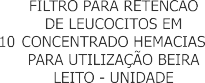 FILTRO PARA RETENCAO
DE LEUCOCITOS EM
10 CONCENTRADO HEMACIAS
PARA UTILIZAÇÃO BEIRA
LEITO - UNIDADE